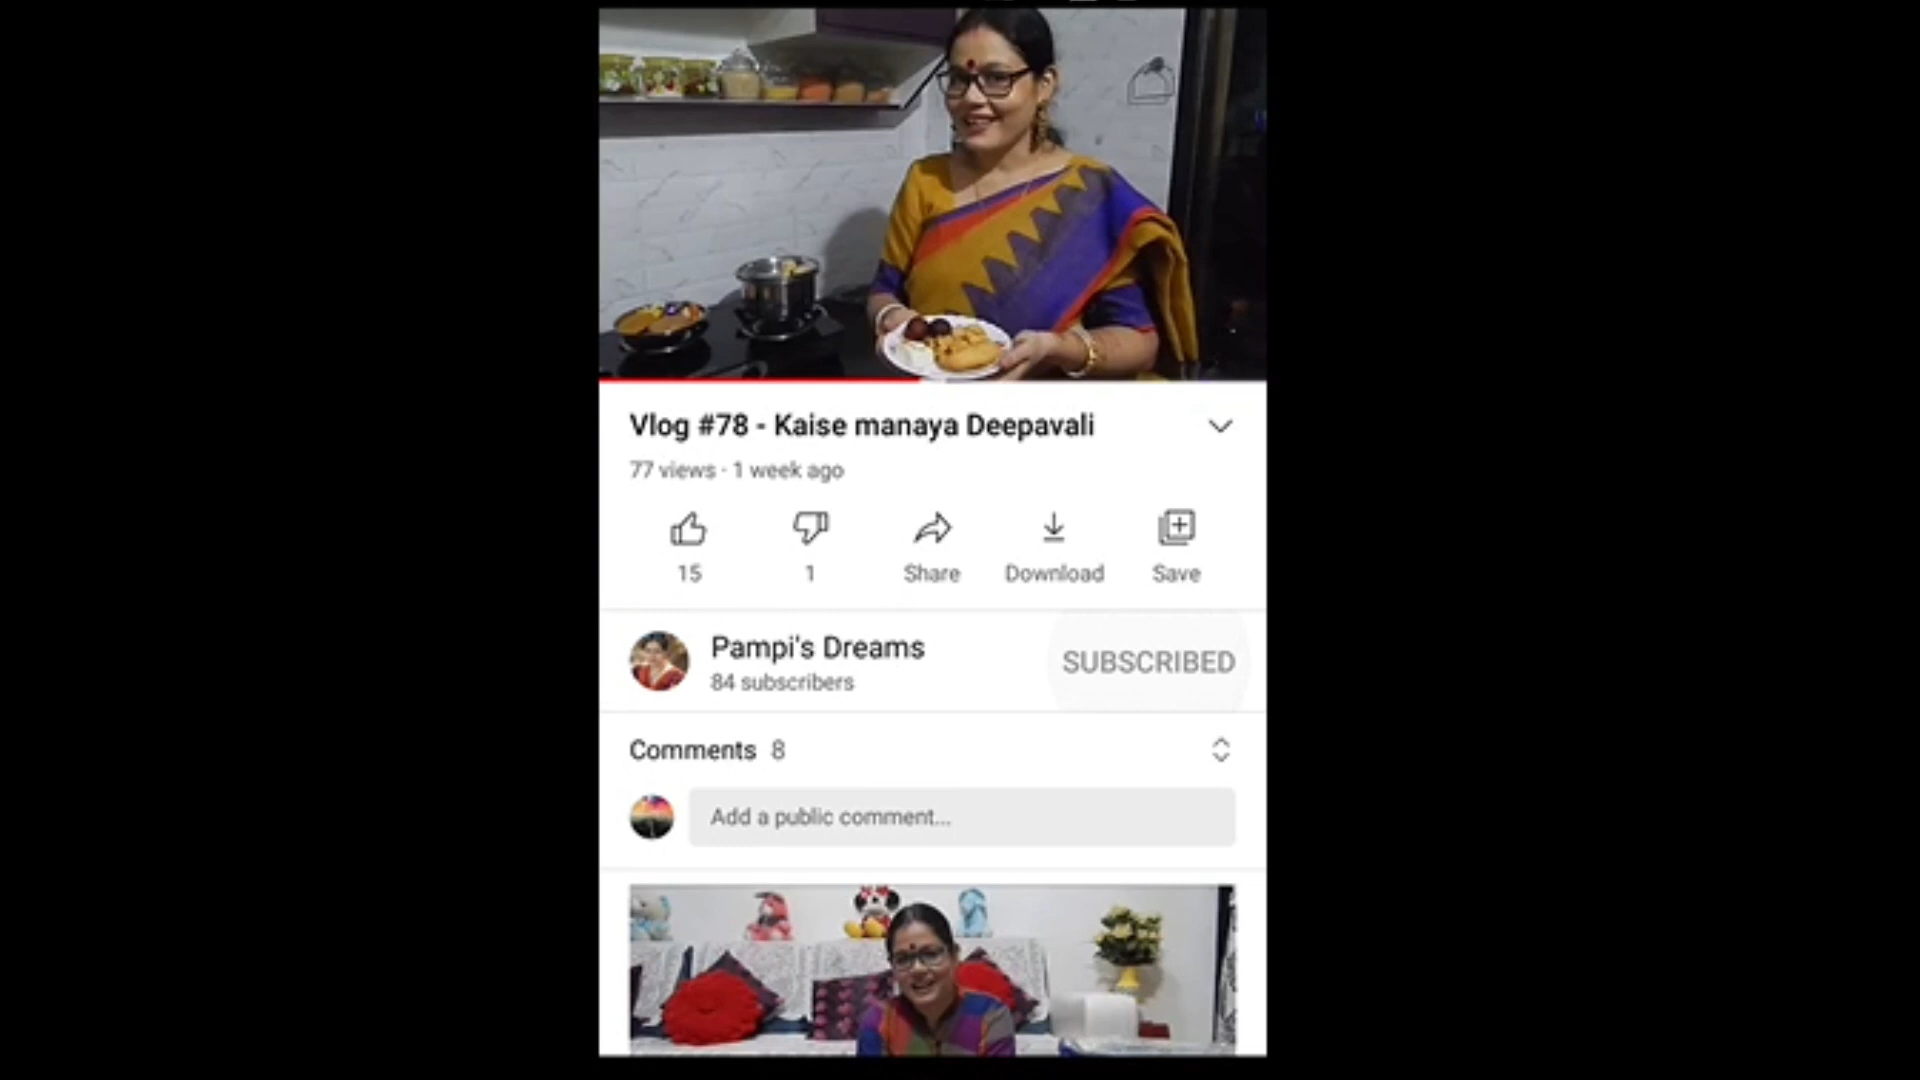 Vlog #78 - Kaise manaya Deepavali
77 views · 1 week ago
15
1
Share
Download
Save
Pampi's Dreams
84 subscribers
SUBSCRIBED
Comments 8
Add a public comment...